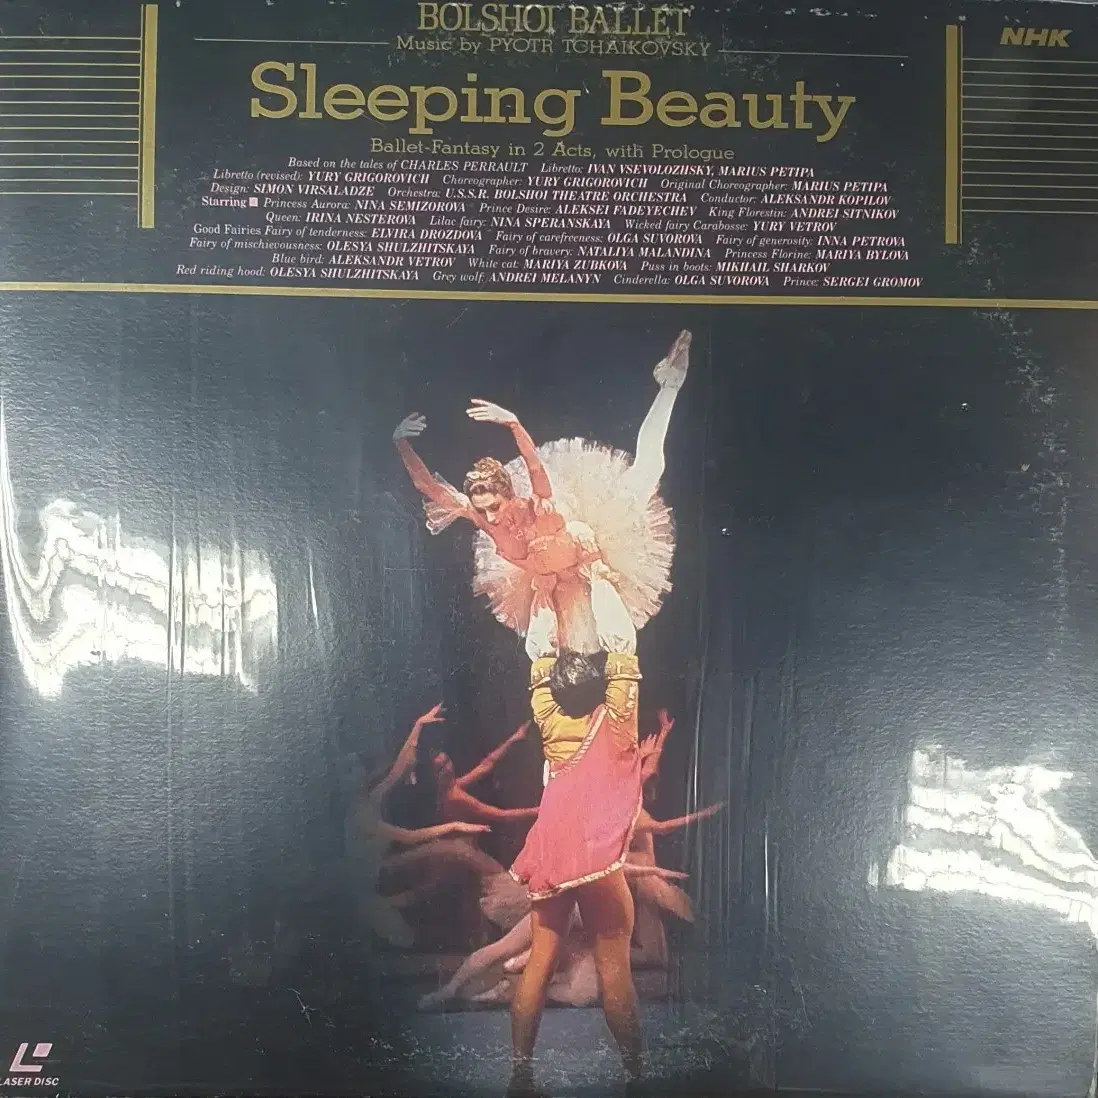 BOLSHOI BALLET
NHK
Music by PYOTR TCHAIKOVSKY
Sleeping Beauty
Ballet-Fantasy in 2 Acts, with Prologue
Based on the tales of CHARLES PERRAULT Libretto: IVAN VSEVOLOZHSKY, MARIUS PETIPA
Libretto (revised): YURY GRIGOROVICH Choreographer: YURY GRIGOROVICH Original Choreographer: MARIUS PETIPA
Design: SIMON VIRSALADZE Orchestra: U.S.S.R. BOLSHOI THEATRE ORCHESTRA Conductor: ALEKSANDR KOPILOV
Starring Princess Aurora: NINA SEMIZOROVA Prince Desire: ALEKSEI FADEYECHEV King Florestin: ANDREI SITNIKOV
Queen: IRINA NESTEROVA Lilac fairy: NINA SPERANSKAYA Wicked fairy Carabosse: YURY VETROV
Good Fairies Fairy of tenderness: ELVIRA DROZDOVA Fairy of carefreeness: OLGA SUVOROVA Fairy of generosity: INNA PETROVA
Fairy of mischievousness: OLESYA SHULZHITSKAYA Fairy of bravery: NATALIYA MALANDINA Princess Florine: MARIYA BYLOVA
Blue bird: ALEKSANDR VETROV White cat: MARIYA ZUBKOVA Puss in boots: MIKHAIL SHARKOV
Red riding hood: OLESYA SHULZHITSKAYA Grey wolf: ANDREI MELANYN Cinderella: OLGA SUVOROVA Prince: SERGEI GROMOV
LASER DISC